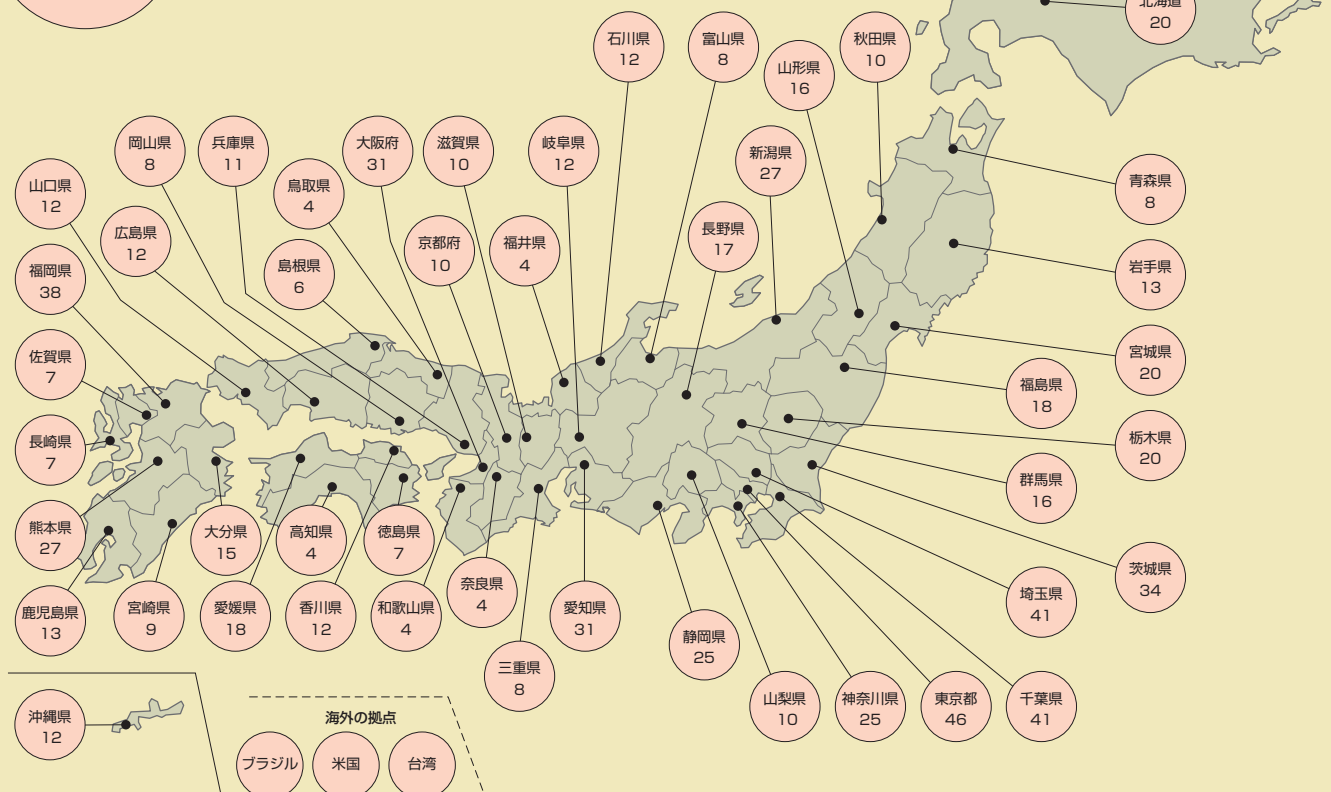 北海道
20
石川県
12
富山県
8
山形県
16
秋田県
10
岡山県
8
兵庫県
11
大阪府
31
滋賀県
10
岐阜県
12
新潟県
27
青森県
8
山口県
12
鳥取県
4
広島県
12
京都府
10
福井県
4
長野県
17
福岡県
38
島根県
6
岩手県
13
佐賀県
7
宮城県
20
福島県
18
長崎県
7
栃木県
20
群馬県
16
熊本県
27
大分県
15
高知県
4
徳島県
7
茨城県
34
鹿児島県
13
宮崎県
9
愛媛県
18
香川県
12
和歌山県
4
奈良県
4
愛知県
31
埼玉県
41
静岡県
25
三重県
8
山梨県
10
神奈川県
25
東京都
46
千葉県
41
沖縄県
12
海外の拠点
ブラジル
米国
台湾